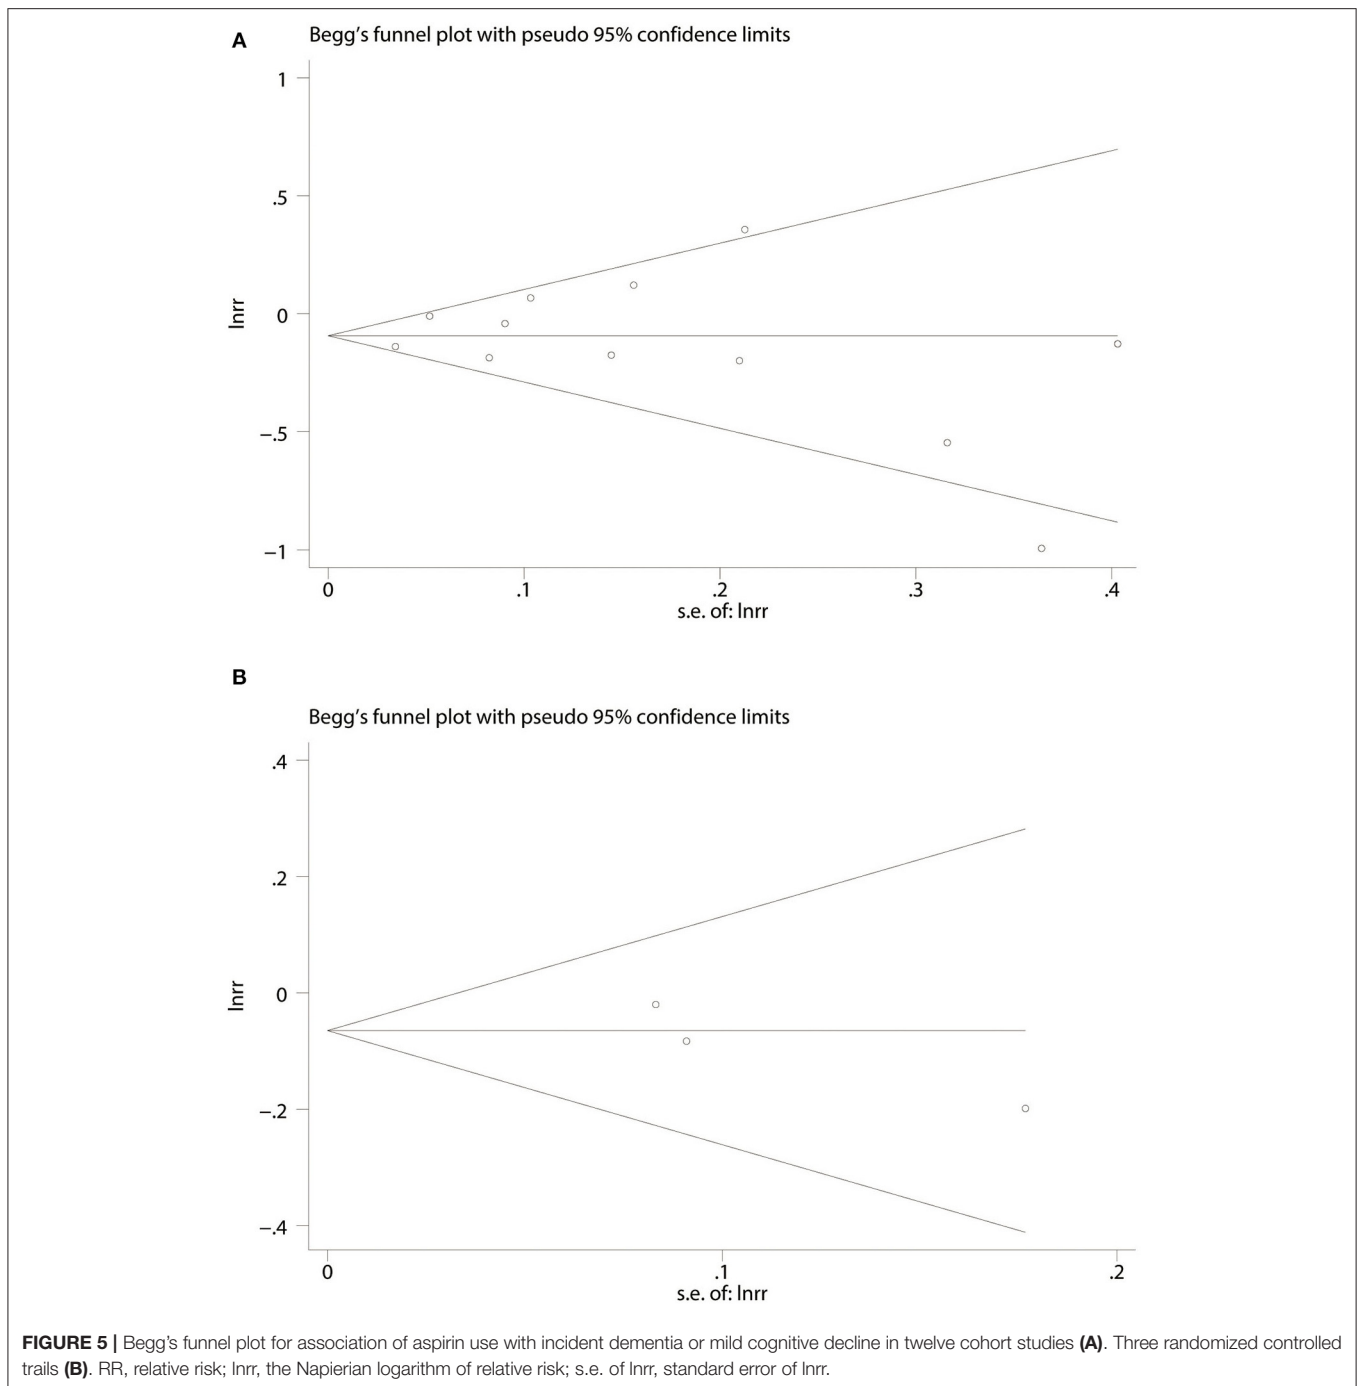 A
Begg's funnel plot with pseudo 95% confidence limits
1
.5
0
−.5
−1
lnrr
0 .1 .2 .3 .4
s.e. of: lnrr
B
Begg's funnel plot with pseudo 95% confidence limits
.4
.2
0
−.2
−.4
lnrr
0 .1 .2
s.e. of: lnrr
FIGURE 5 | Begg's funnel plot for association of aspirin use with incident dementia or mild cognitive decline in twelve cohort studies (A). Three randomized controlled
trails (B). RR, relative risk; lnrr, the Napierian logarithm of relative risk; s.e. of lnrr, standard error of lnrr.